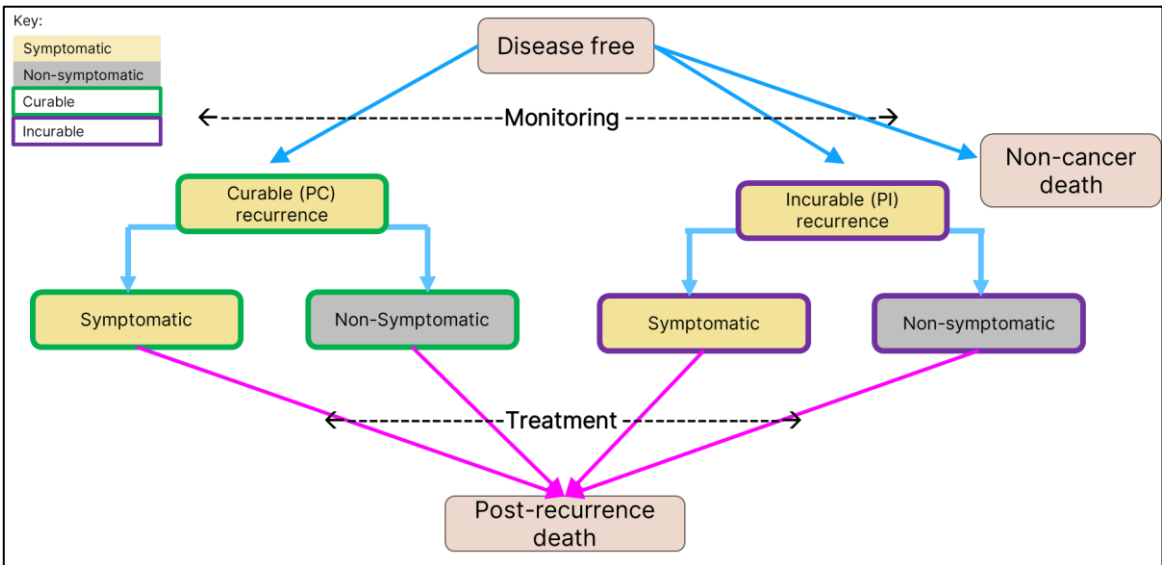 Key:
Symptomatic
Non-symptomatic
Curable
Incurable
Disease free
Monitoring
Non-cancer
death
Curable (PC)
recurrence
Incurable (PI)
recurrence
Symptomatic
Non-Symptomatic
Symptomatic
Non-symptomatic
Treatment
Post-recurrence
death